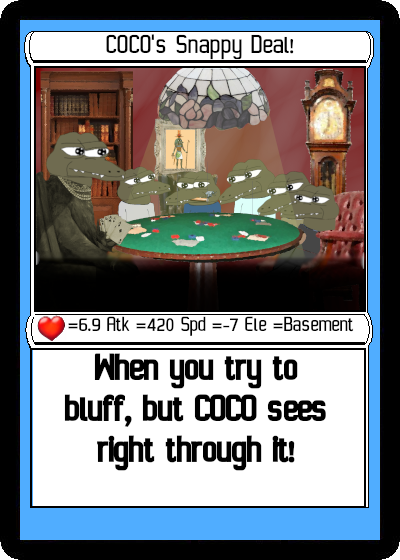 COCO's Snappy Deal!
=6.9 Atk =420 Spd =-7 Ele =Basement
When you try to
bluff, but COCO sees
right through it!